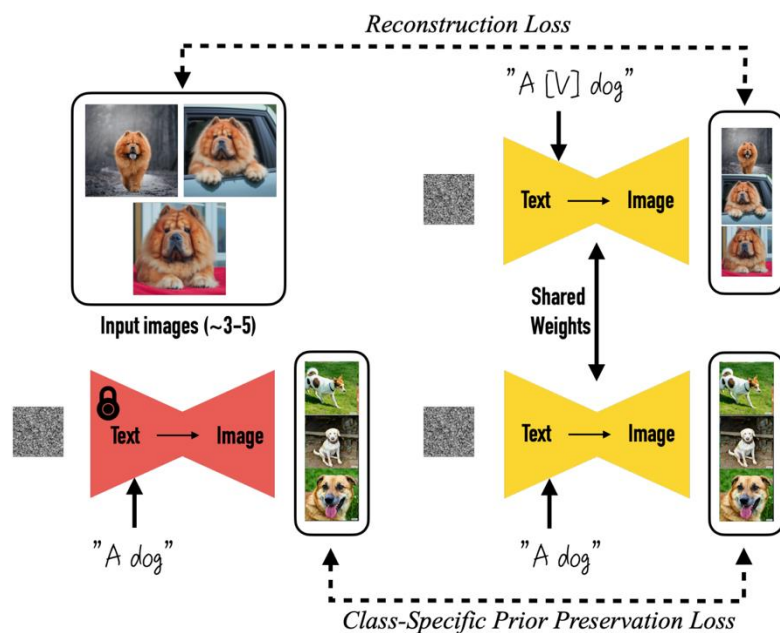 Reconstruction Loss
"A [V] dog"
Text → Image
Input images (~3-5)
Shared
Weights
Text → Image
Text → Image
"A dog"
"A dog"
Class-Specific Prior Preservation Loss